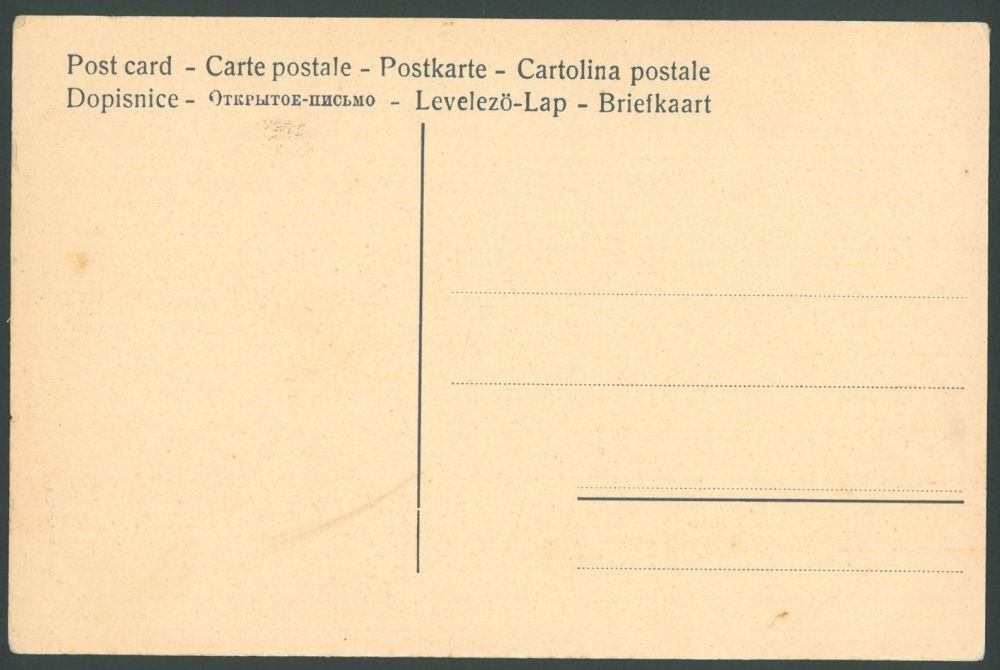 Post card - Carte postale - Postkarte - Cartolina postale
Dopisnice - Открытое-письмо - Levelezö-Lap - Briefkaart